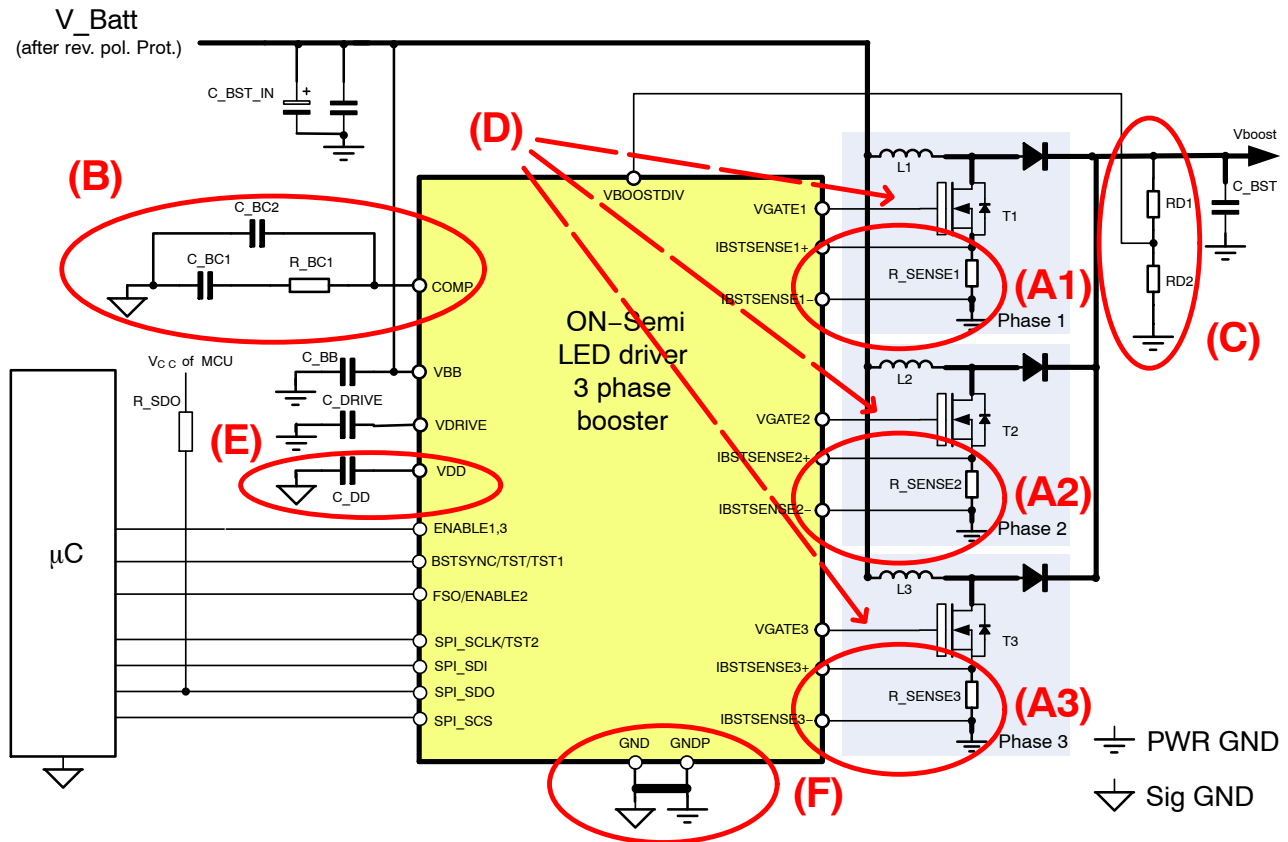 V_Batt
(after rev. pol. Prot.)
C_BST_IN
+
(D)
(B)
C_BC2
C_BC1
R_BC1
COMP
VBOOSTDIV
VGATE1
IBSTSENSE1+
IBSTSENSE1−
L1
T1
R_SENSE1
(A1)
Phase 1
Vboost
C_BST
RD1
RD2
(C)
ON−Semi
LED driver
3 phase
booster
VCC of MCU
R_SDO
C_BB
VBB
C_DRIVE
VDRIVE
(E)
VDD
C_DD
VGATE2
IBSTSENSE2+
IBSTSENSE2−
L2
T2
R_SENSE2
(A2)
Phase 2
µC
ENABLE1,3
BSTSYNC/TST/TST1
FSO/ENABLE2
SPI_SCLK/TST2
SPI_SDI
SPI_SDO
SPI_SCS
VGATE3
IBSTSENSE3+
IBSTSENSE3−
L3
T3
R_SENSE3
(A3)
Phase 3
GND
GNDP
(F)
PWR GND
Sig GND